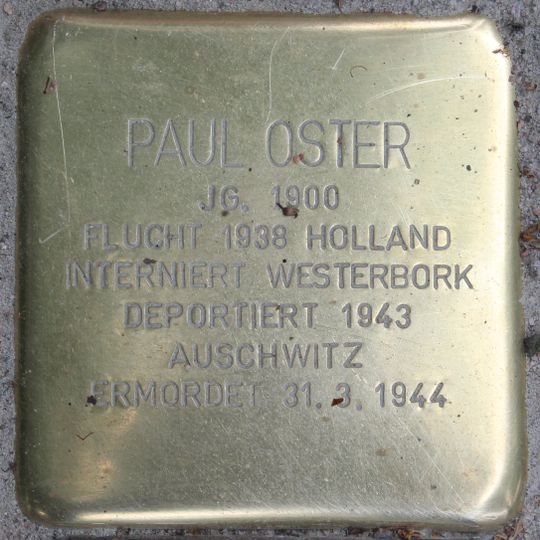 PAUL OSTER
JG. 1900
FLUCHT 1938 HOLLAND
INTERNIERT WESTERBORK
DEPORTIERT 1943
AUSCHWITZ
ERMORDET 31. 3. 1944